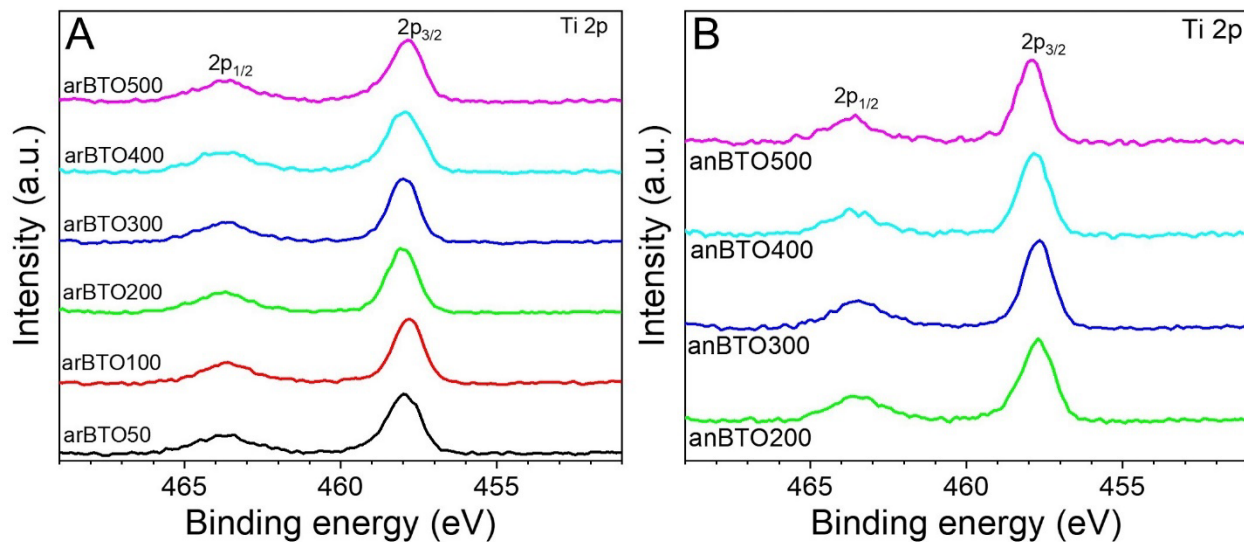 A
Ti 2p
2p3/2
2p1/2
arBTO500
arBTO400
arBTO300
arBTO200
arBTO100
arBTO50
465
460
455
Binding energy (eV)
Intensity (a.u.)
B
Ti 2p
2p3/2
2p1/2
anBTO500
anBTO400
anBTO300
anBTO200
465
460
455
Binding energy (eV)
Intensity (a.u.)